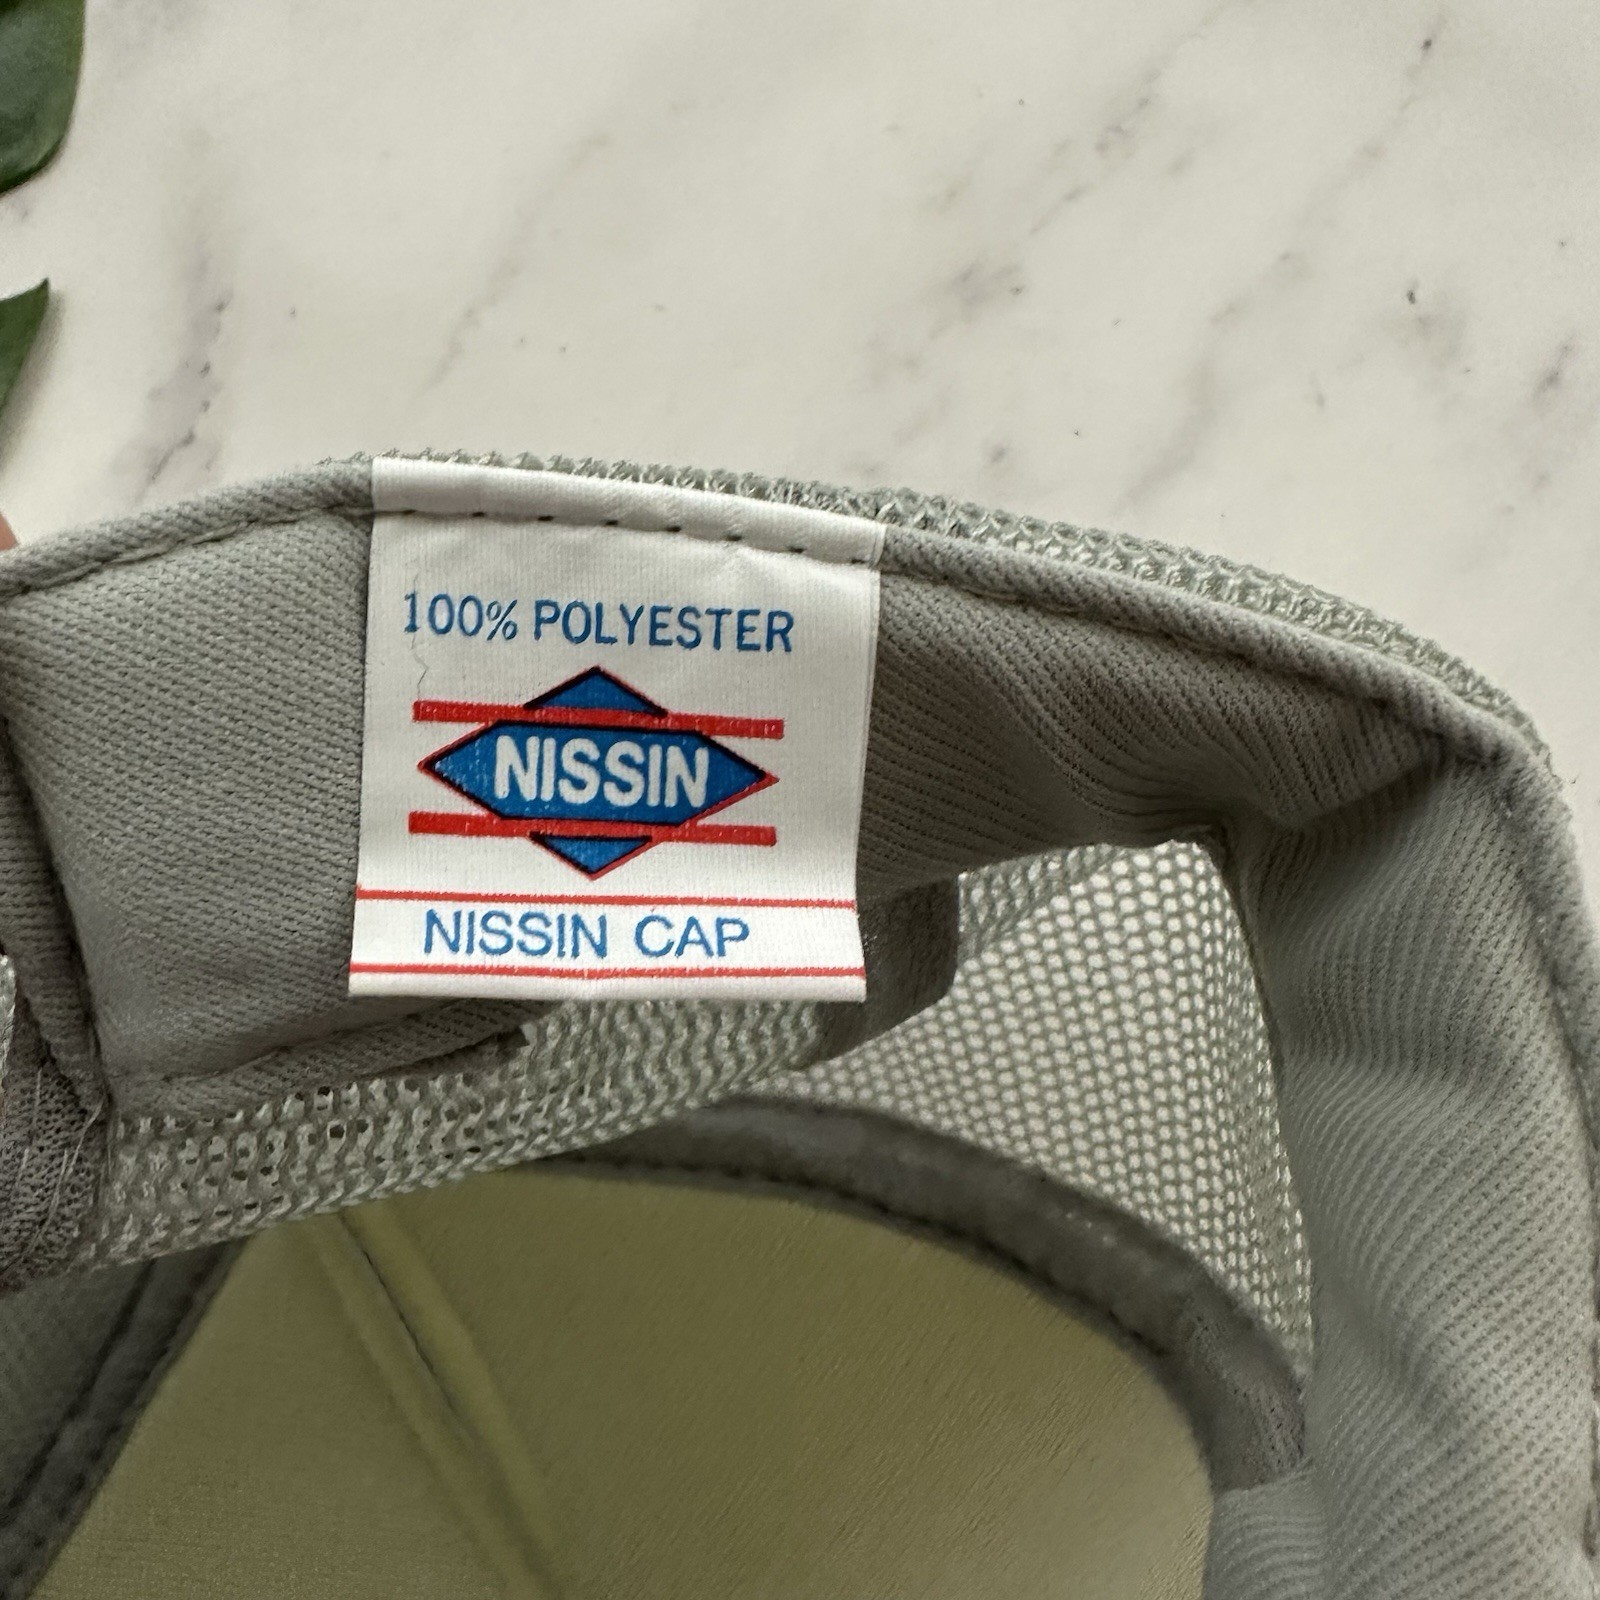 100% POLYESTER
NISSIN
NISSIN CAP